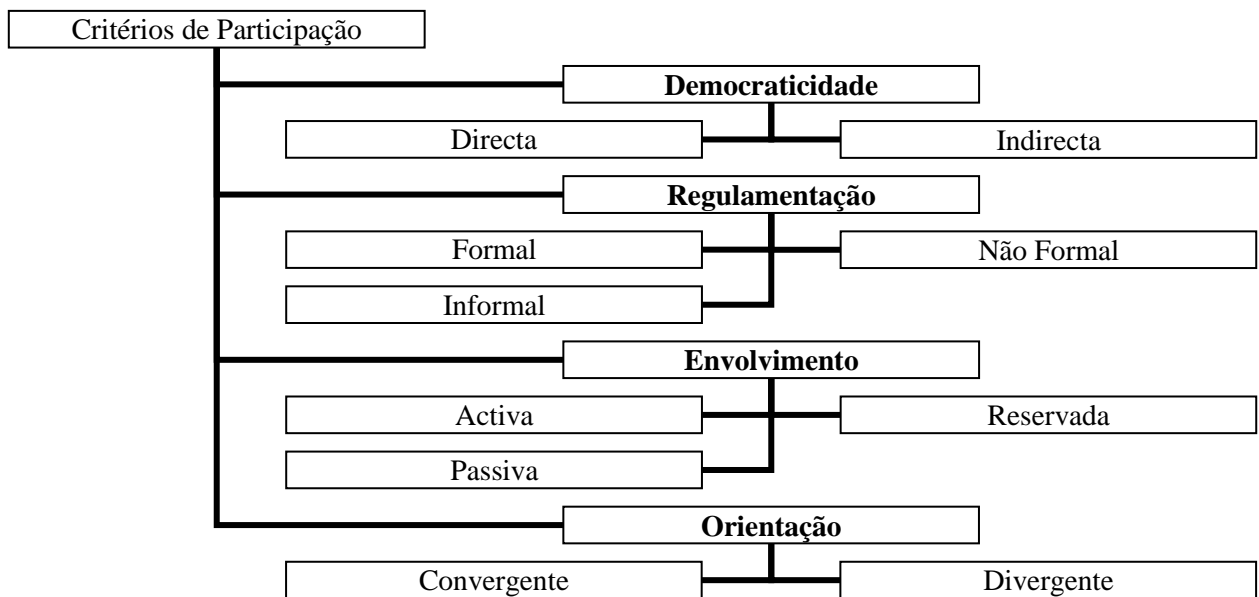 Critérios de Participação
Democraticidade
Directa
Indirecta
Regulamentação
Formal
Não Formal
Informal
Envolvimento
Activa
Reservada
Passiva
Orientação
Convergente
Divergente